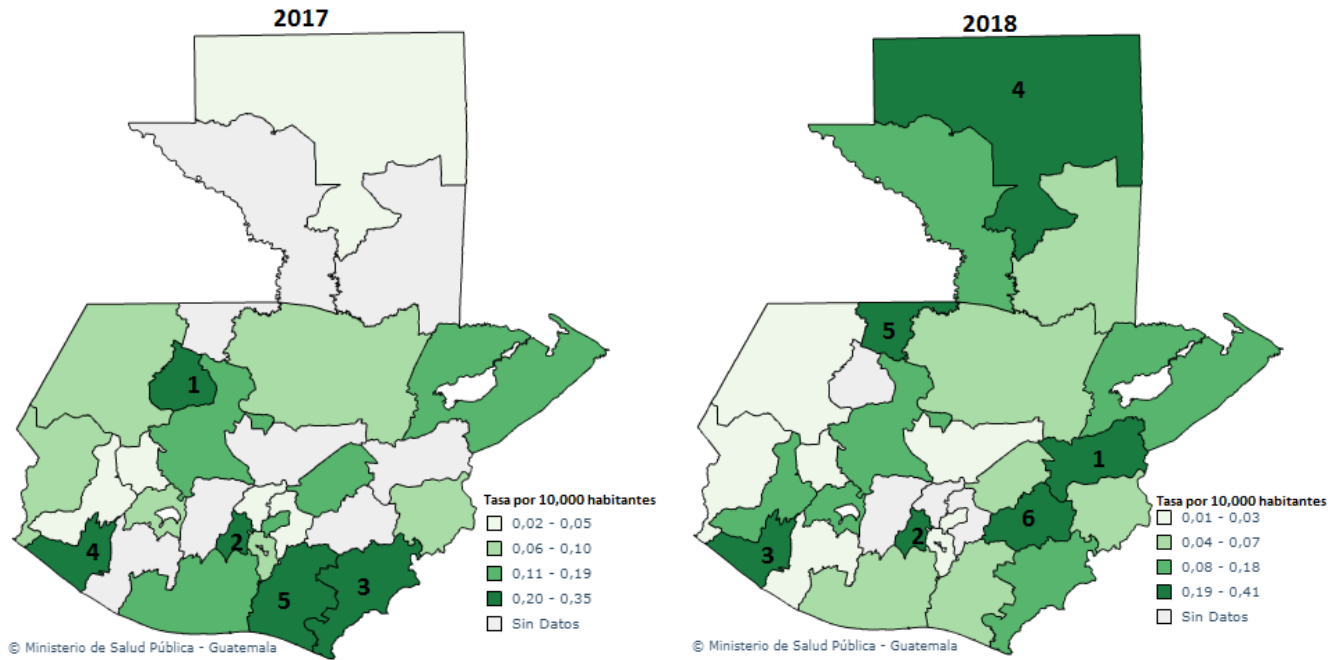 2017
1
2
3
4
5
Tasa por 10,000 habitantes
0,02 - 0,05
0,06 - 0,10
0,11 - 0,19
0,20 - 0,35
Sin Datos
© Ministerio de Salud Pública - Guatemala
2018
4
5
1
6
2
3
Tasa por 10,000 habitantes
0,01 - 0,03
0,04 - 0,07
0,08 - 0,18
0,19 - 0,41
Sin Datos
© Ministerio de Salud Pública - Guatemala